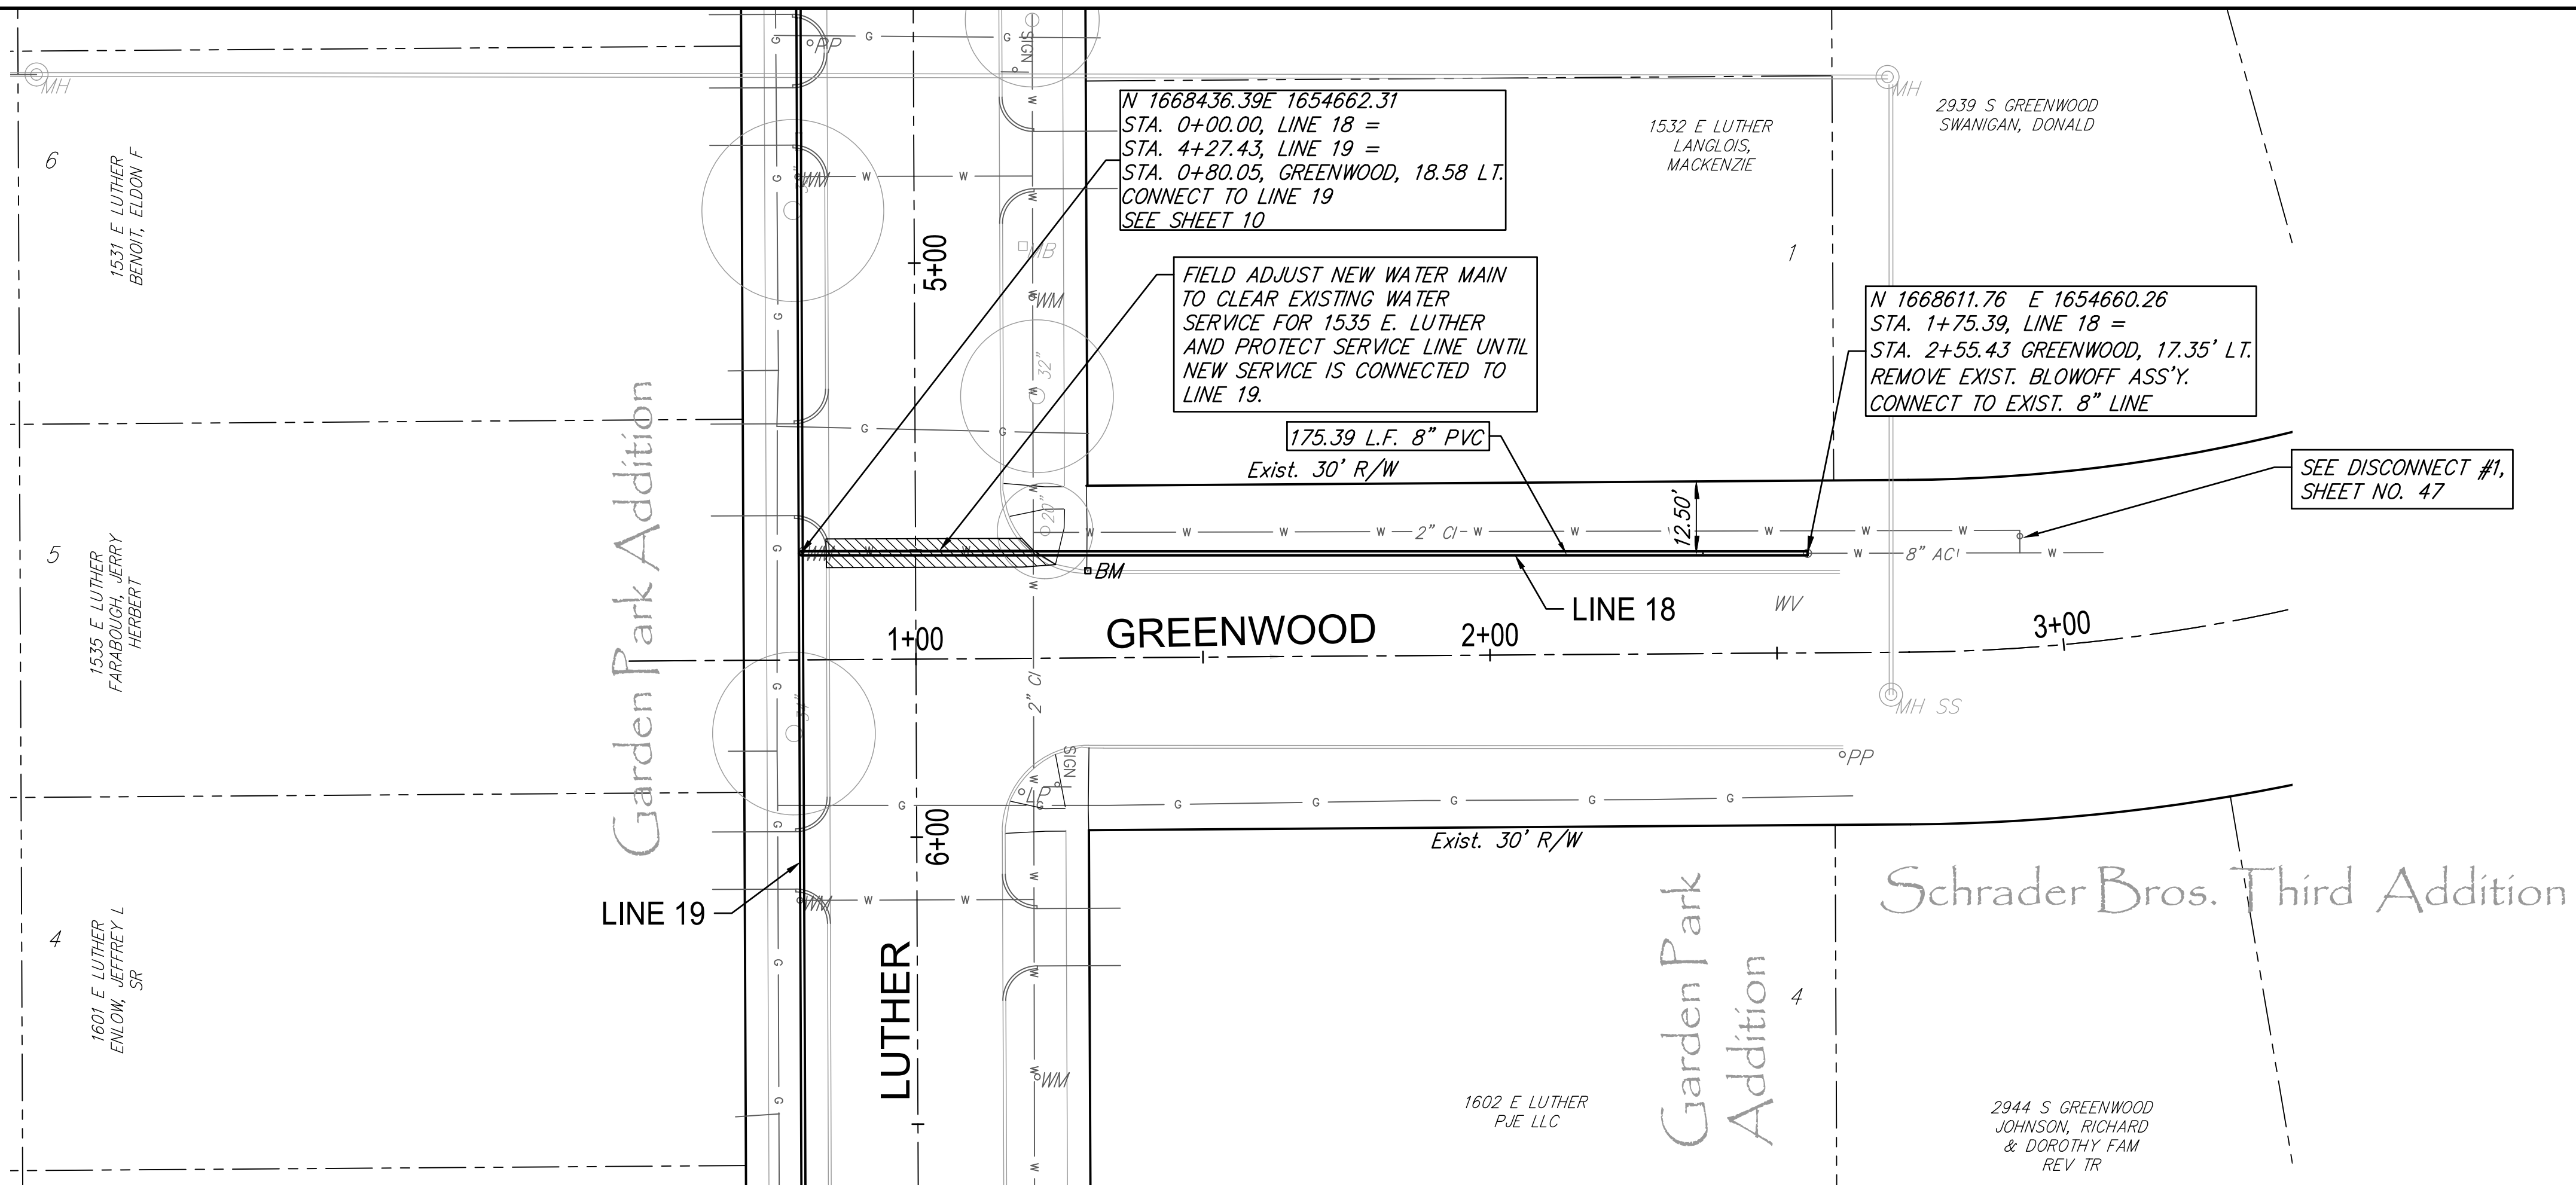 MH
PP
G
G
SIGN
MH
2939 S GREENWOOD
SWANIGAN, DONALD
N 1668436.39E 1654662.31
STA. 0+00.00, LINE 18 =
STA. 4+27.43, LINE 19 =
STA. 0+80.05, GREENWOOD, 18.58 LT.
CONNECT TO LINE 19
SEE SHEET 10
1532 E LUTHER
LANGLOIS,
MACKENZIE
6
1531 E LUTHER
BENOIT, ELDON F
WM
W
W
5+00
MB
WM
1
FIELD ADJUST NEW WATER MAIN
TO CLEAR EXISTING WATER
SERVICE FOR 1535 E. LUTHER
AND PROTECT SERVICE LINE UNTIL
NEW SERVICE IS CONNECTED TO
LINE 19.
N 1668611.76 E 1654660.26
STA. 1+75.39, LINE 18 =
STA. 2+55.43 GREENWOOD, 17.35' LT.
REMOVE EXIST. BLOWOFF ASS'Y.
CONNECT TO EXIST. 8" LINE
32"
G
G
175.39 L.F. 8" PVC
Exist. 30' R/W
SEE DISCONNECT #1,
SHEET NO. 47
Garden Park Addition
5
1535 E LUTHER
FARABOUGH, JERRY
HERBERT
20"
12.50'
W W W W 2" CI W W W W W
WM
W 8" AC W
BM
LINE 18
WV
1+00
GREENWOOD
2+00
3+00
34"
2" CI
MH SS
SIGN
PP
LP
G G G G G G G
6+00
Exist. 30' R/W
LINE 19
WM
W
W
Schrader Bros. Third Addition
4
1601 E LUTHER
ENLOW, JEFFREY L
SR
LUTHER
Garden Park
Addition
4
WM
1602 E LUTHER
PJE LLC
2944 S GREENWOOD
JOHNSON, RICHARD
& DOROTHY FAM
REV TR